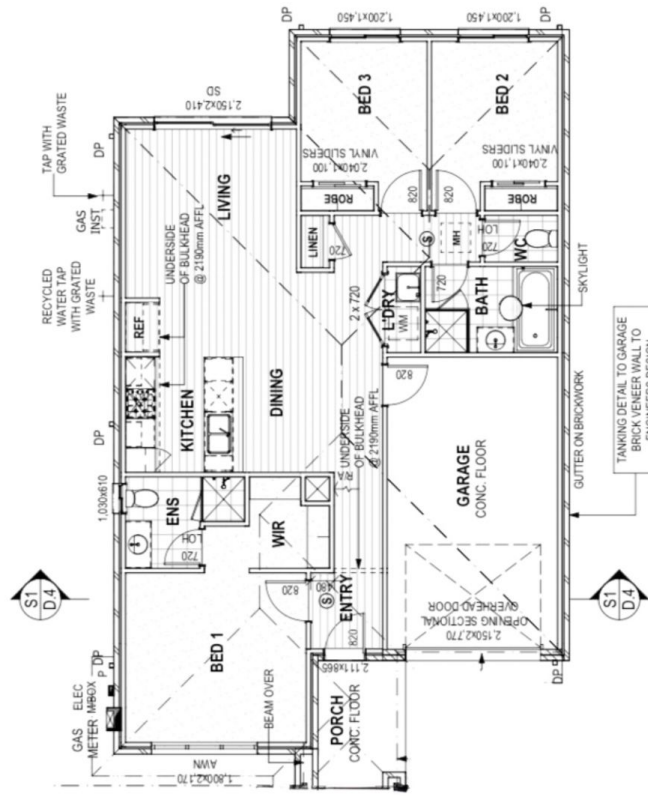 DP
1,200x1,450
1,200x1,450
DP
SD
2,150x2,410
TAP WITH
GRATED WASTE
DP
GAS
INST
RECYCLED
WATER TAP
WITH GRATED
WASTE
DP
1,030x610
BED 3
BED 2
VINYL SLIDERS
2,040x1,100
VINYL SLIDERS
2,040x1,100
ROBE
ROBE
820
820
LIVING
UNDERSIDE
OF BULKHEAD
@ 2190mm AFFL
LINEN
720
S
MH
LOH
720
WC
REF
KITCHEN
DINING
2 x 720
L'DRY
WM
720
BATH
SKYLIGHT
820
UNDERSIDE
OF BULKHEAD
@ 2190mm AFFL
R/A
GARAGE
CONC. FLOOR
GUTTER ON BRICKWORK
TANKING DETAIL TO GARAGE
BRICK VENEER WALL TO
ENGINEERS DESIGN
ENS
LOH
720
WIR
S1
D.4
S1
D.4
820
S
480
ENTRY
820
2,111x865
OPENING SECTIONAL
OVERHEAD DOOR
2,150x2,770
BED 1
DP
P
ELEC
M/BOX
GAS
METER
BEAM OVER
PORCH
CONC. FLOOR
DP
AWN
1,800x2,170